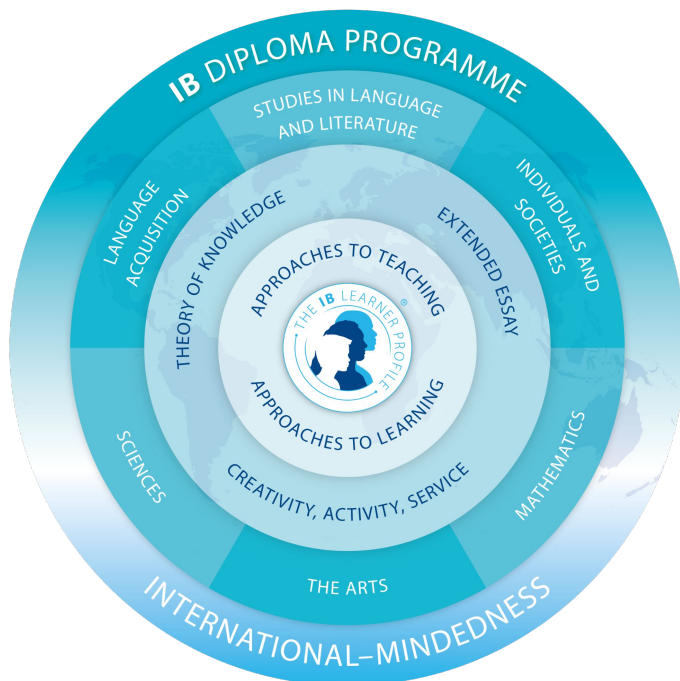 IB DIPLOMA PROGRAMME
STUDIES IN LANGUAGE
AND LITERATURE
INDIVIDUALS AND
SOCIETIES
MATHEMATICS
THE ARTS
SCIENCES
LANGUAGE
ACQUISITION
THEORY OF KNOWLEDGE
EXTENDED ESSAY
CREATIVITY, ACTIVITY, SERVICE
APPROACHES TO TEACHING
APPROACHES TO LEARNING
THE IB LEARNER PROFILE
®
INTERNATIONAL–MINDEDNESS